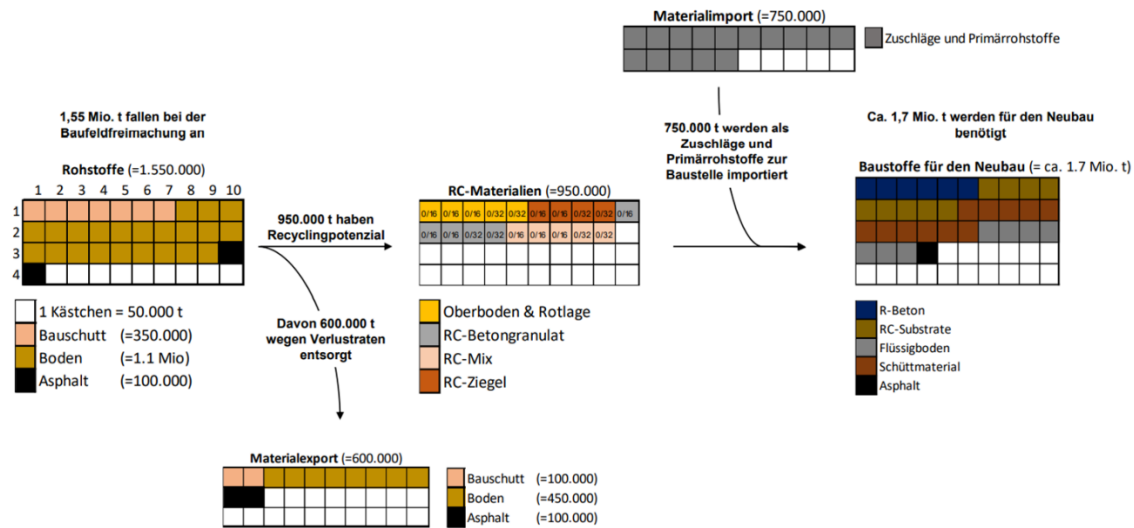 Materialimport (=750.000)
Zuschläge und Primärrohstoffe
1,55 Mio. t fallen bei der
Baufeldfreimachung an
Rohstoffe (=1.550.000)
1 2 3 4 5 6 7 8 9 10
1
2
3
4
1 Kästchen = 50.000 t
Bauschutt (=350.000)
Boden (=1.1 Mio)
Asphalt (=100.000)
950.000 t haben
Recyclingpotenzial
Davon 600.000 t
wegen Verlustraten
entsorgt
RC-Materialien (=950.000)
0/16 0/16 0/16 0/32 0/32 0/16 0/16 0/32 0/32 0/16
0/16 0/16 0/32 0/32 0/16 0/16 0/16 0/32 0/32
Oberboden & Rotlage
RC-Betongranulat
RC-Mix
RC-Ziegel
750.000 t werden als
Zuschläge und
Primärrohstoffe zur
Baustelle importiert
Ca. 1,7 Mio. t werden für den Neubau
benötigt
Baustoffe für den Neubau (= ca. 1.7 Mio. t)
R-Beton
RC-Substrate
Flüssigboden
Schüttmaterial
Asphalt
Materialexport (=600.000)
Bauschutt (=100.000)
Boden (=450.000)
Asphalt (=100.000)